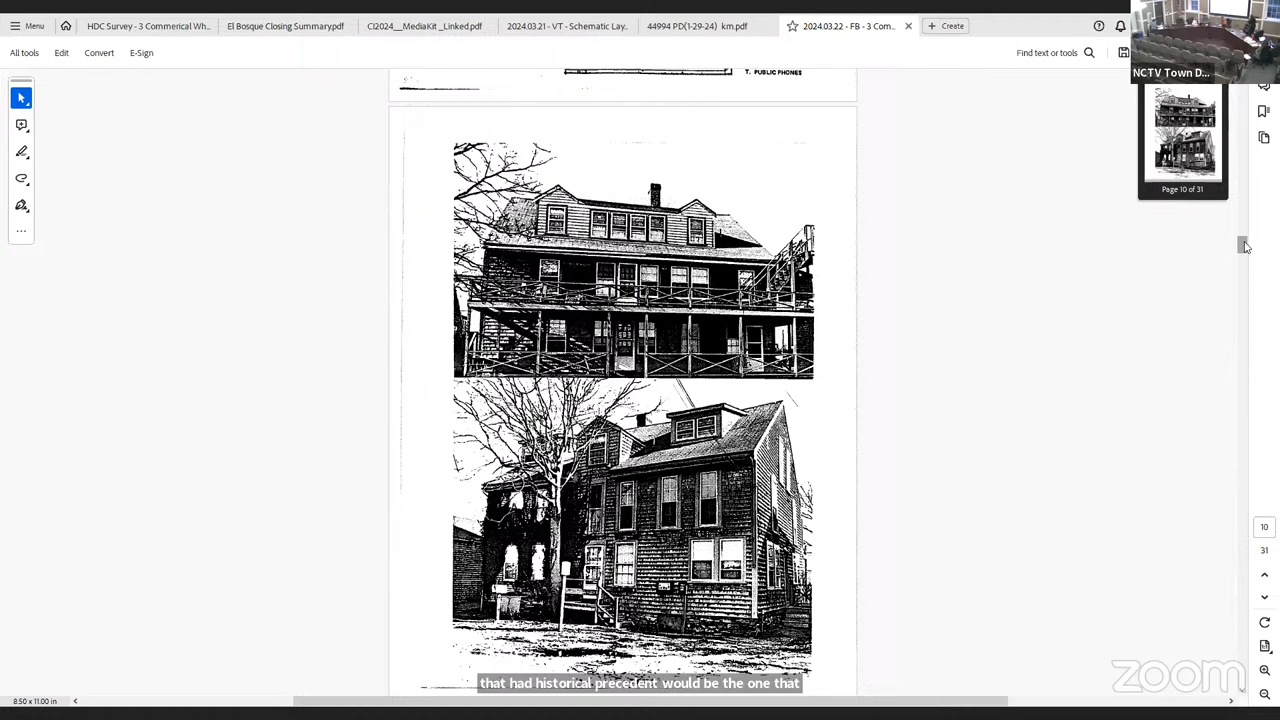 Menu
HDC Survey - 3 Commerical Wh...
El Bosque Closing Summary.pdf
CI2024__MediaKit_Linked.pdf
2024.03.21 - VT - Schematic Lay...
44994 PD(1-29-24) km.pdf
2024.03.22 - FB - 3 Com...
Create
All tools
Edit
Convert
E-Sign
Find text or tools
NCTV Town D...
T. PUBLIC PHONES
Page 10 of 31
10
31
that had historical precedent would be the one that
zoom
8.50 x 11.00 in